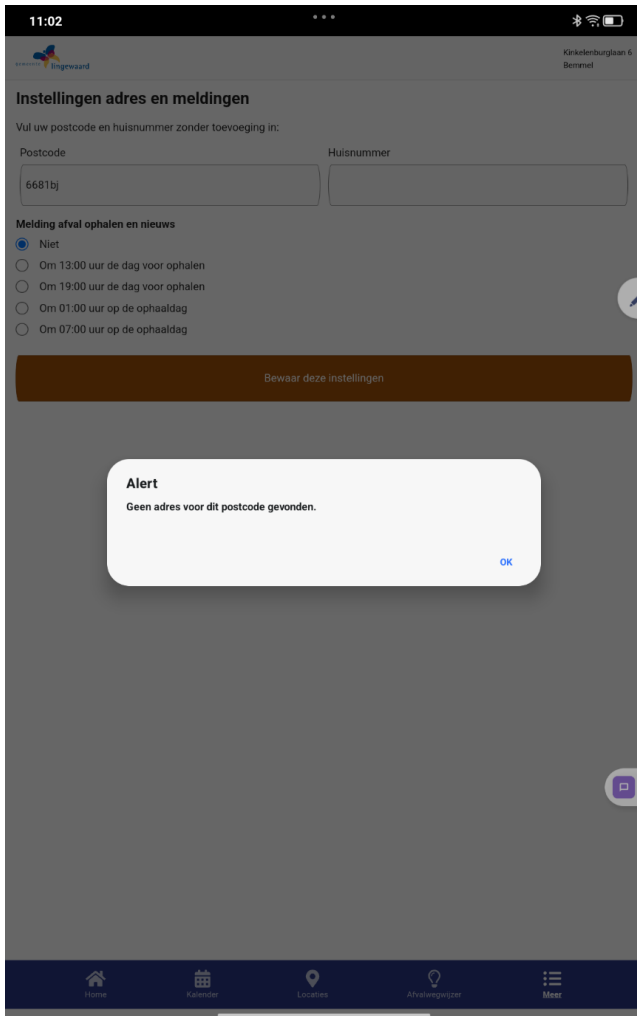 11:02
Kinkelenburglaan 6
Bemmel
lingewaard
Instellingen adres en meldingen
Vul uw postcode en huisnummer zonder toevoeging in:
Postcode
Huisnummer
6681bj
Melding afval ophalen en nieuws
Niet
Om 13:00 uur de dag voor ophalen
Om 19:00 uur de dag voor ophalen
Om 01:00 uur op de ophaaldag
Om 07:00 uur op de ophaaldag
Bewaar deze instellingen
Alert
Geen adres voor dit postcode gevonden.
OK
Home
Kalender
Locaties
Afvalwegwijzer
Meer